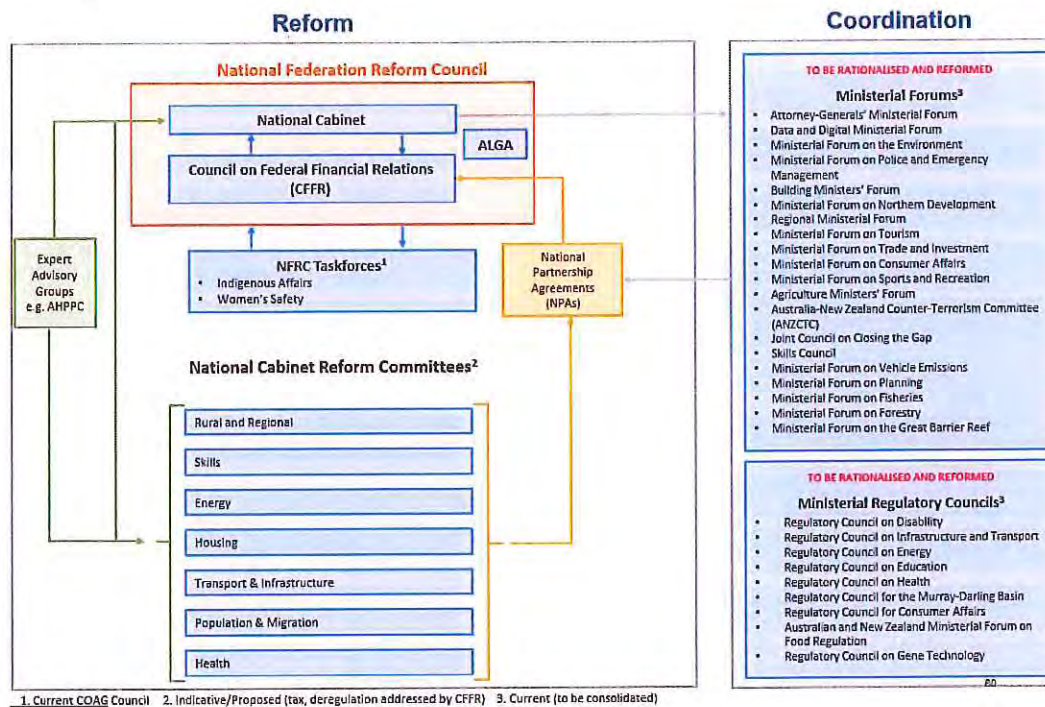 Reform
Coordination
National Federation Reform Council
National Cabinet
ALGA
Council on Federal Financial Relations
(CFFR)
Expert
Advisory
Groups
e.g. AHPPC
NFRC Taskforces1
• Indigenous Affairs
• Women's Safety
National
Partnership
Agreements
(NPAs)
National Cabinet Reform Committees2
Rural and Regional
Skills
Energy
Housing
Transport & Infrastructure
Population & Migration
Health
TO BE RATIONALISED AND REFORMED
Ministerial Forums3
• Attorney-Generals' Ministerial Forum
• Data and Digital Ministerial Forum
• Ministerial Forum on the Environment
• Ministerial Forum on Police and Emergency
Management
• Building Ministers' Forum
• Ministerial Forum on Northern Development
• Regional Ministerial Forum
• Ministerial Forum on Tourism
• Ministerial Forum on Trade and Investment
• Ministerial Forum on Consumer Affairs
• Ministerial Forum on Sports and Recreation
• Agriculture Ministers' Forum
• Australia-New Zealand Counter-Terrorism Committee
(ANZCTC)
• Joint Council on Closing the Gap
• Skills Council
• Ministerial Forum on Vehicle Emissions
• Ministerial Forum on Planning
• Ministerial Forum on Fisheries
• Ministerial Forum on Forestry
• Ministerial Forum on the Great Barrier Reef
TO BE RATIONALISED AND REFORMED
Ministerial Regulatory Councils3
• Regulatory Council on Disability
• Regulatory Council on Infrastructure and Transport
• Regulatory Council on Energy
• Regulatory Council on Education
• Regulatory Council on Health
• Regulatory Council for the Murray-Darling Basin
• Regulatory Council for Consumer Affairs
• Australian and New Zealand Ministerial Forum on
Food Regulation
• Regulatory Council on Gene Technology
1. Current COAG Council 2. Indicative/Proposed (tax, deregulation addressed by CFFR) 3. Current (to be consolidated)